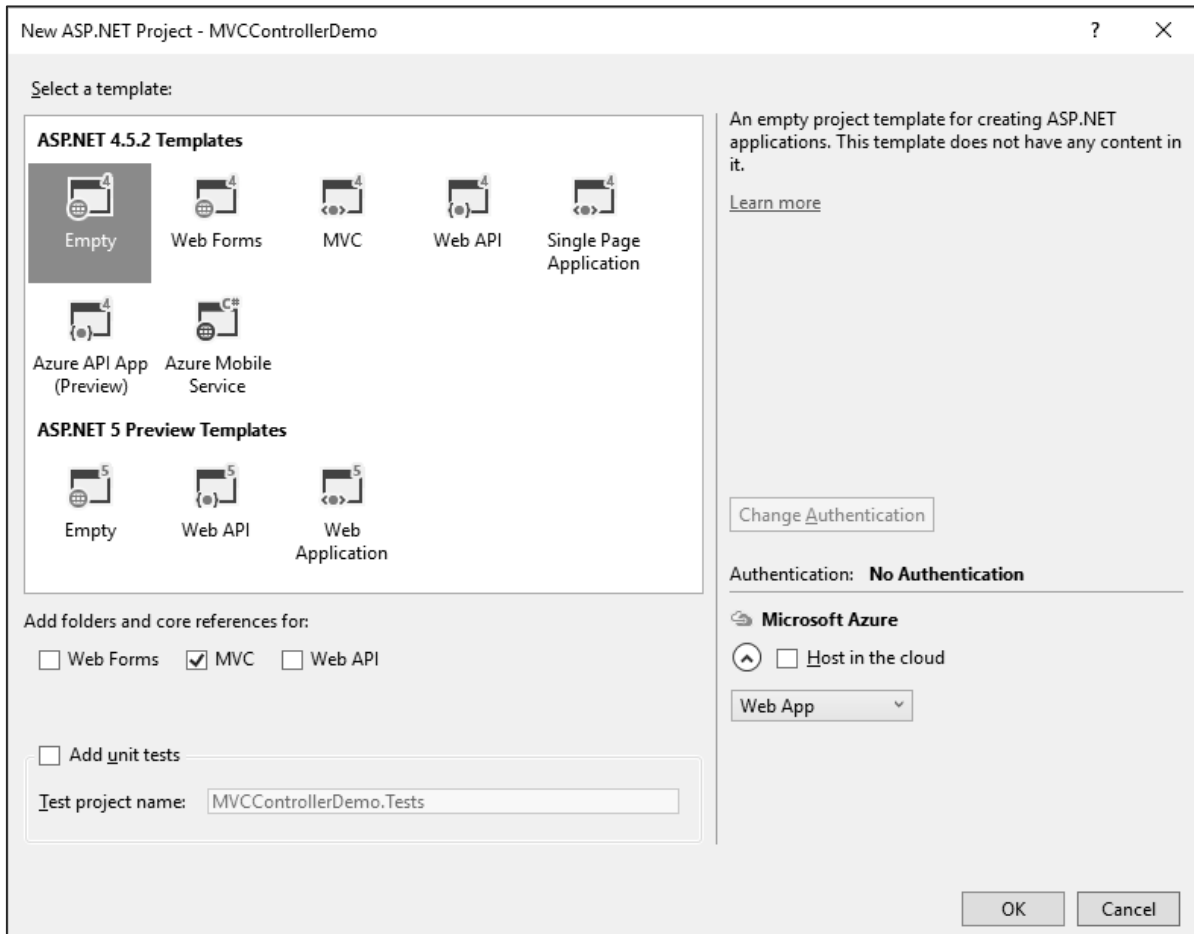 New ASP.NET Project - MVCControllerDemo
?
Select a template:
ASP.NET 4.5.2 Templates
4
4
4
4
4
Empty
Web Forms
MVC
Web API
Single Page
Application
4
C#
Azure API App
(Preview)
Azure Mobile
Service
ASP.NET 5 Preview Templates
5
5
5
Empty
Web API
Web
Application
An empty project template for creating ASP.NET
applications. This template does not have any content in
it.
Learn more
Change Authentication
Authentication: No Authentication
Microsoft Azure
Host in the cloud
Web App
Add folders and core references for:
Web Forms
MVC
Web API
Add unit tests
Test project name:
MVCControllerDemo.Tests
OK
Cancel